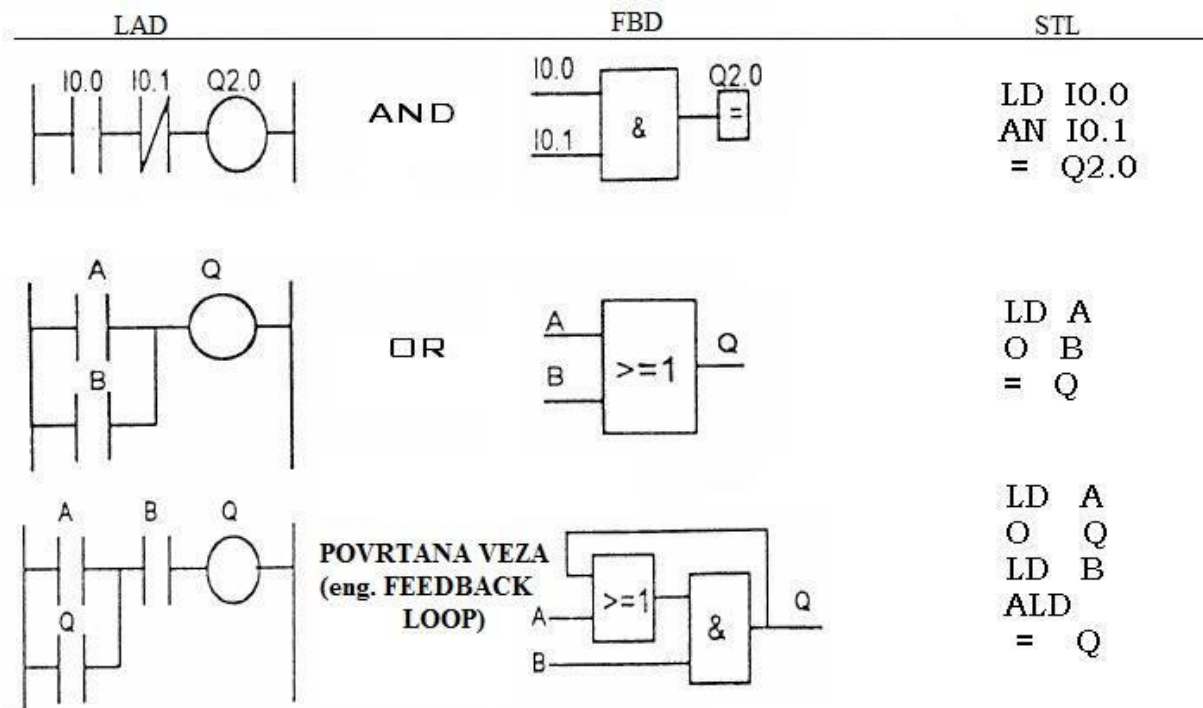 LAD
FBD
STL
I0.0 I0.1 Q2.0
AND
I0.0
I0.1
&
Q2.0
=
LD I0.0
AN I0.1
= Q2.0
A Q
B
OR
A
B
>=1
Q
LD A
O B
= Q
A B Q
Q
POVRTANA VEZA
(eng. FEEDBACK
LOOP)
A
B
>=1
&
Q
LD A
O Q
LD B
ALD
= Q